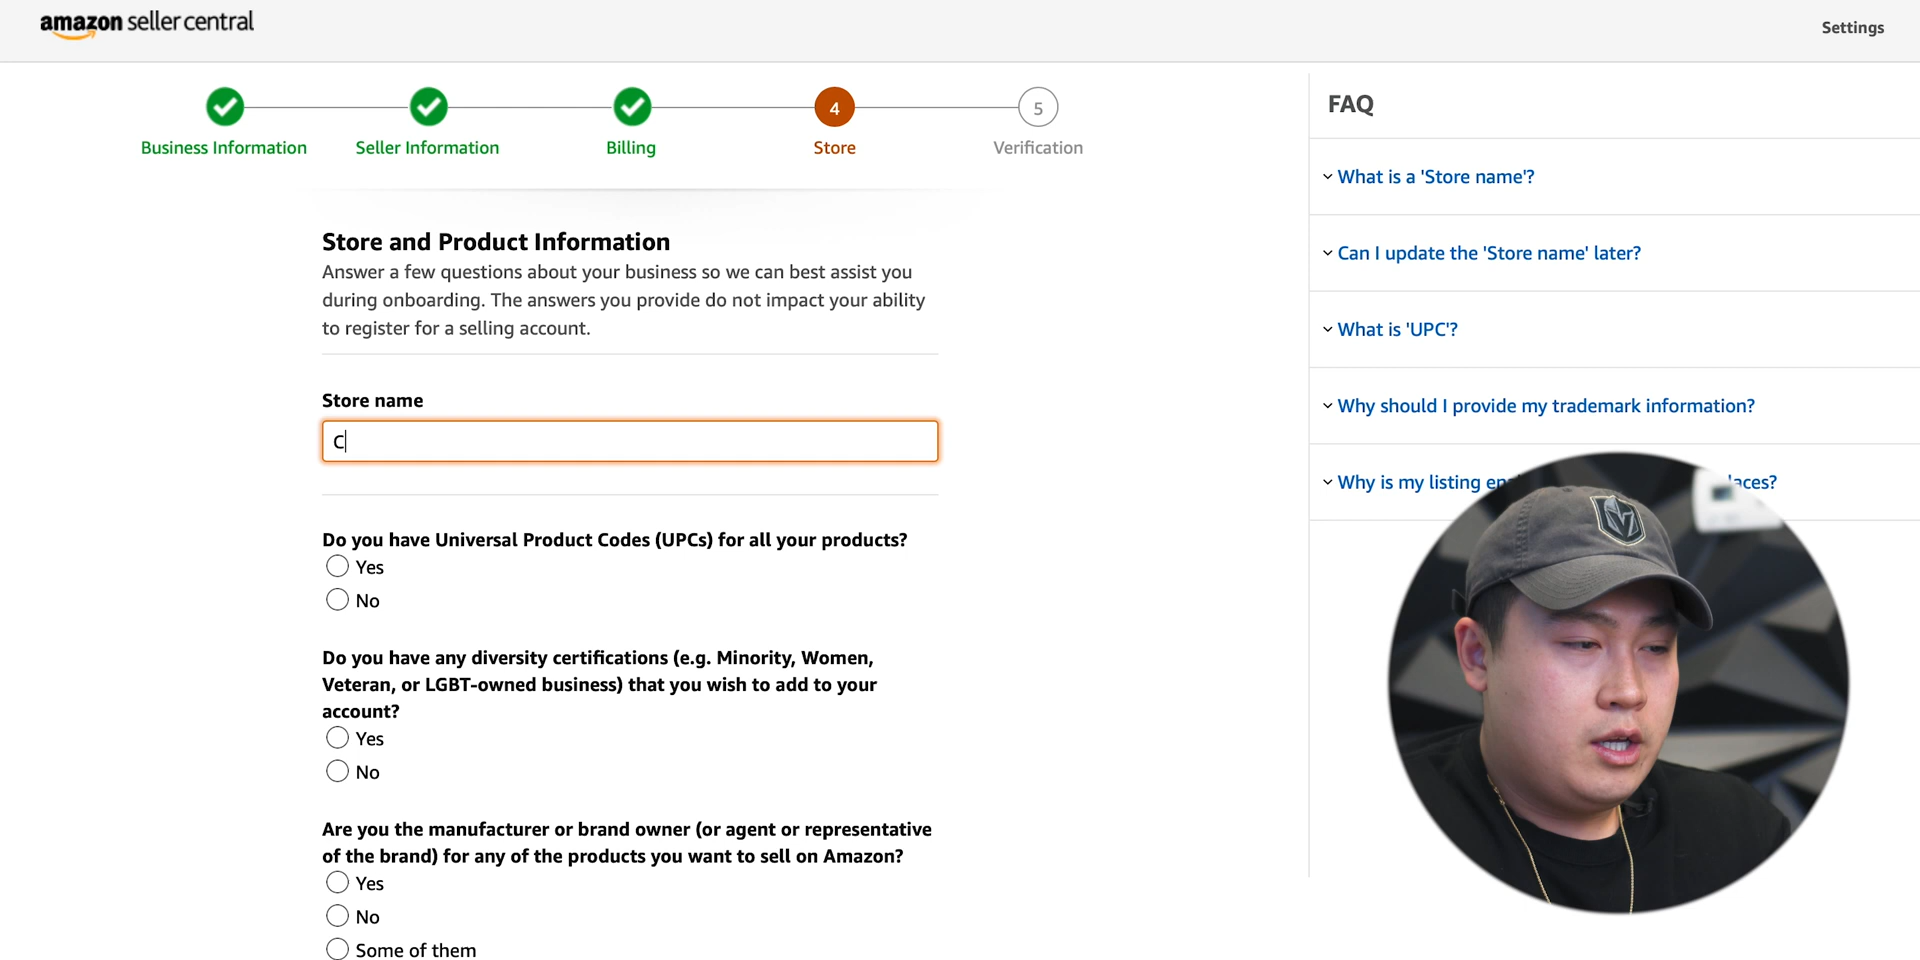 amazon seller central
Settings
4
5
Business Information
Seller Information
Billing
Store
Verification
Store and Product Information
Answer a few questions about your business so we can best assist you
during onboarding. The answers you provide do not impact your ability
to register for a selling account.
Store name
C
Do you have Universal Product Codes (UPCs) for all your products?
Yes
No
Do you have any diversity certifications (e.g. Minority, Women,
Veteran, or LGBT-owned business) that you wish to add to your
account?
Yes
No
Are you the manufacturer or brand owner (or agent or representative
of the brand) for any of the products you want to sell on Amazon?
Yes
No
Some of them
FAQ
What is a 'Store name'?
Can I update the 'Store name' later?
What is 'UPC'?
Why should I provide my trademark information?
Why is my listing